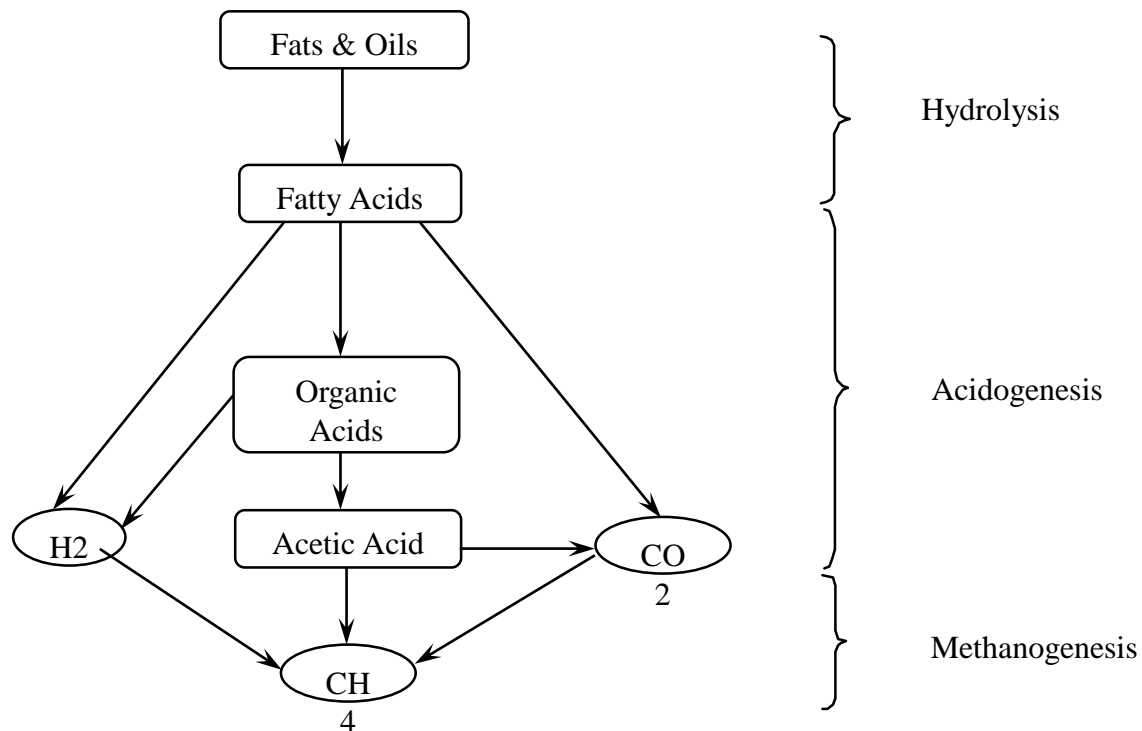 Fats & Oils
Hydrolysis
Fatty Acids
Organic
Acids
Acidogenesis
H2
Acetic Acid
CO
2
Methanogenesis
CH
4